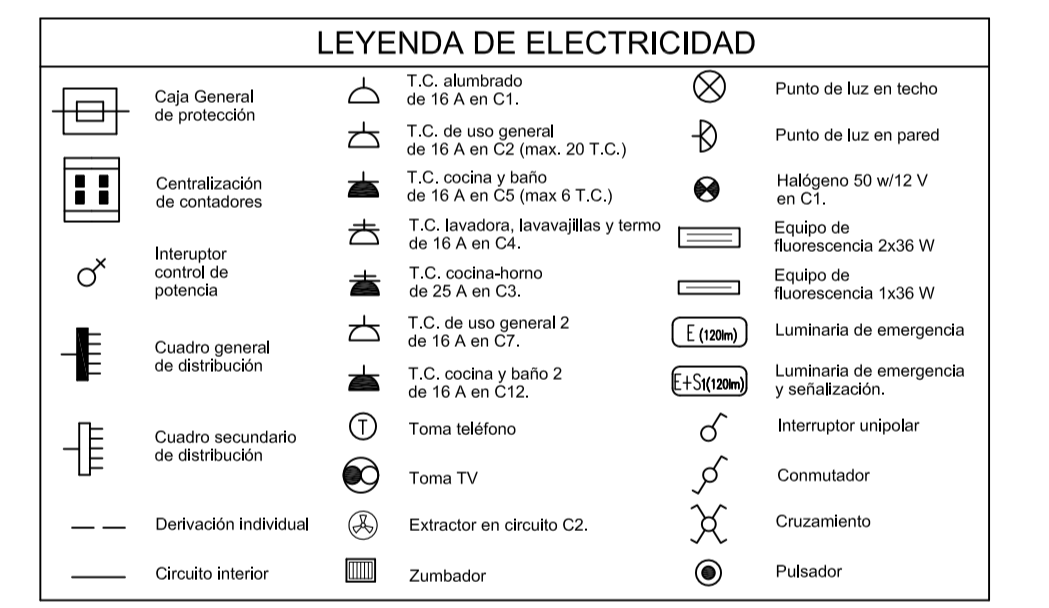 LEYENDA DE ELECTRICIDAD
Caja General
de protección
Centralización
de contadores
Interuptor
control de
potencia
Cuadro general
de distribución
Cuadro secundario
de distribución
Derivación individual
Circuito interior
T.C. alumbrado
de 16 A en C1.
T.C. de uso general
de 16 A en C2 (max. 20 T.C.)
T.C. cocina y baño
de 16 A en C5 (max 6 T.C.)
T.C. lavadora, lavavajillas y termo
de 16 A en C4.
T.C. cocina-horno
de 25 A en C3.
T.C. de uso general 2
de 16 A en C7.
T.C. cocina y baño 2
de 16 A en C12.
T
Toma teléfono
Toma TV
Extractor en circuito C2.
Zumbador
Punto de luz en techo
Punto de luz en pared
Halógeno 50 w/12 V
en C1.
Equipo de
fluorescencia 2x36 W
Equipo de
fluorescencia 1x36 W
E (120lm)
Luminaria de emergencia
E+S1(120lm)
Luminaria de emergencia
y señalización.
Interruptor unipolar
Conmutador
Cruzamiento
Pulsador